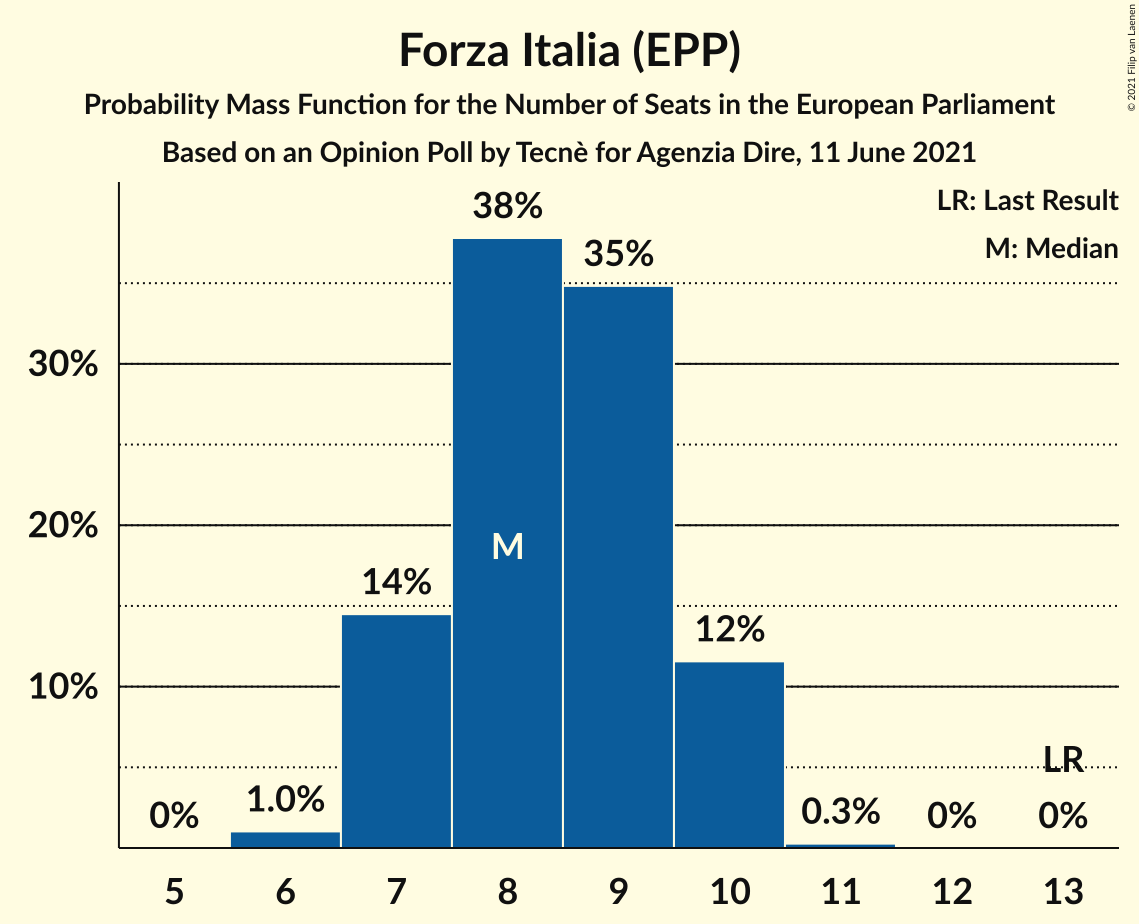 Forza Italia (EPP)
Probability Mass Function for the Number of Seats in the European Parliament
Based on an Opinion Poll by Tecnè for Agenzia Dire, 11 June 2021
© 2021 Filip van Laenen
LR: Last Result
M: Median
38%
35%
30%
20%
M
14%
12%
10%
LR
0%
1.0%
0.3%
0%
0%
5 6 7 8 9 10 11 12 13